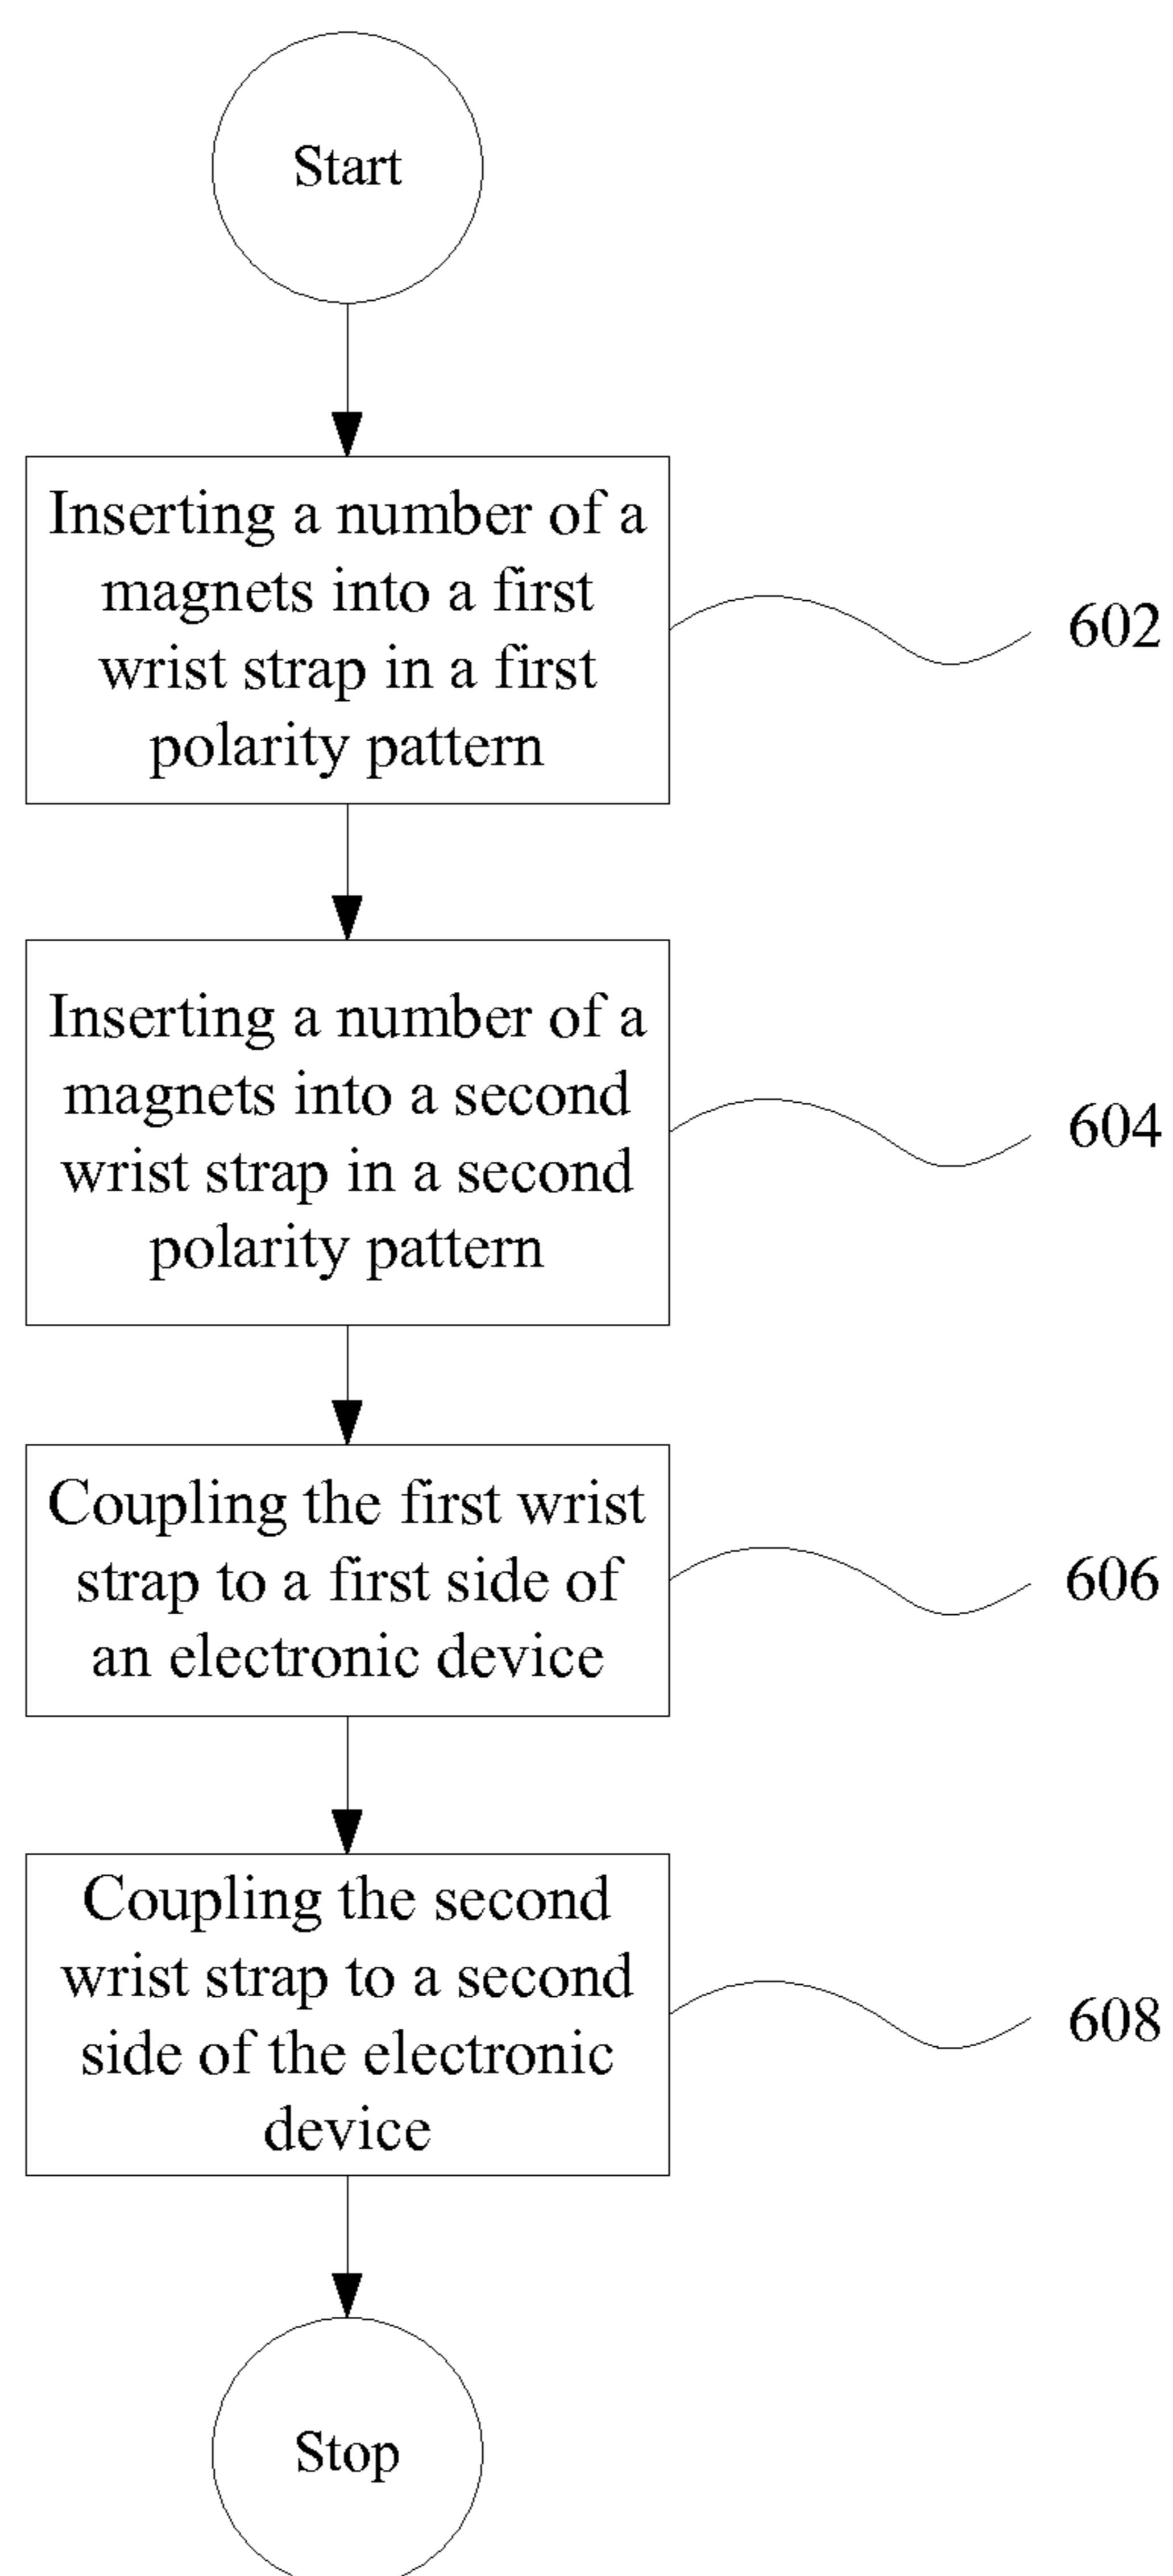 Start
Inserting a number of a
magnets into a first
wrist strap in a first
polarity pattern
602
Inserting a number of a
magnets into a second
wrist strap in a second
polarity pattern
604
Coupling the first wrist
strap to a first side of
an electronic device
606
Coupling the second
wrist strap to a second
side of the electronic
device
608
Stop